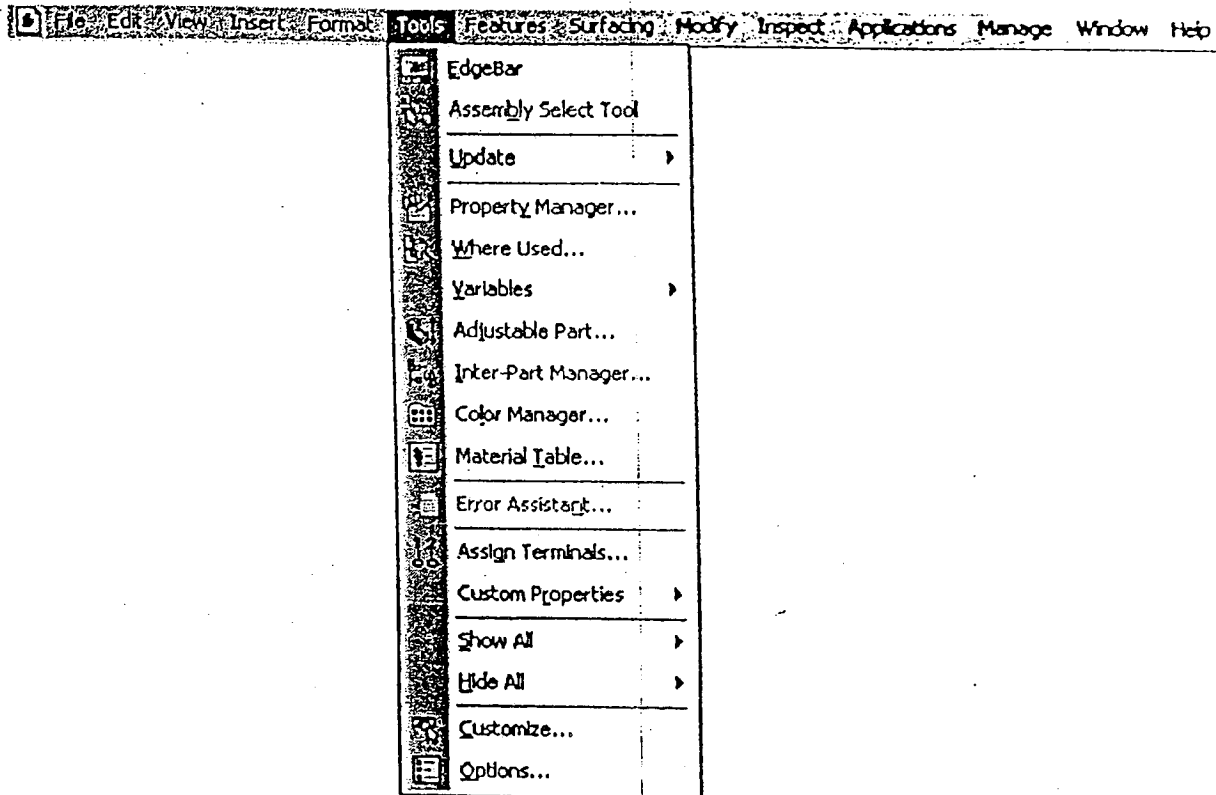 File Edit View Insert Format Tools Features Surfacing Modify Inspect Applications Manage Window Help
EdgeBar
Assembly Select Tool
Update
Property Manager...
Where Used...
Variables
Adjustable Part...
Inter-Part Manager...
Color Manager...
Material Table...
Error Assistant...
Assign Terminals...
Custom Properties
Show All
Hide All
Customize...
Options...